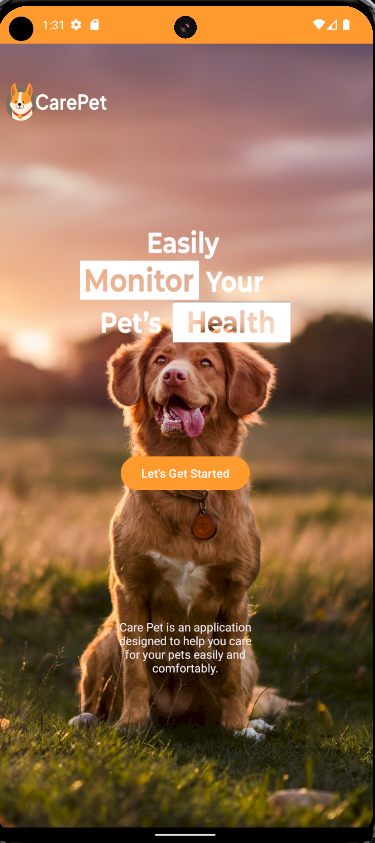 1:31
CarePet
Easily
Monitor Your
Pet's Health
Let's Get Started
Care Pet is an application
designed to help you care
for your pets easily and
comfortably.